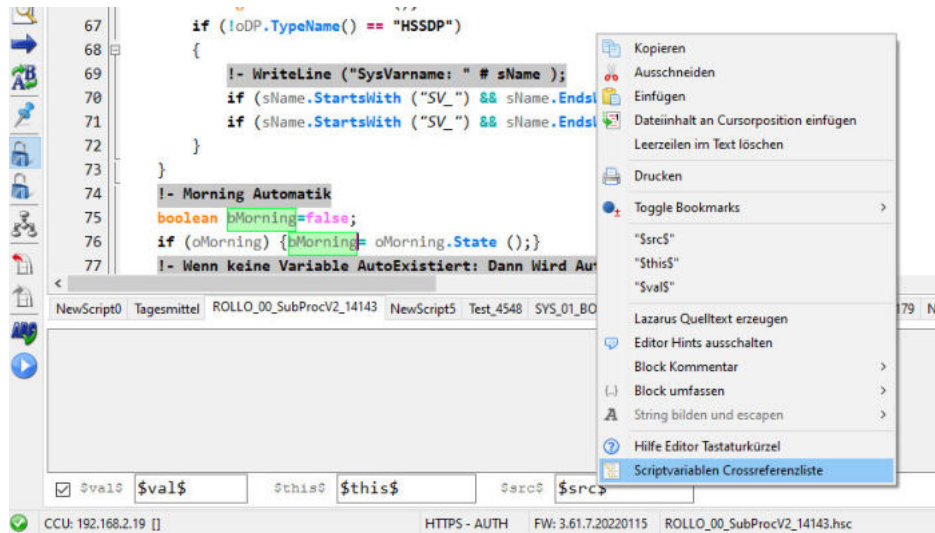 67 if (!oDP.TypeName() == "HSSDP")
68 {
69 !- WriteLine ("SysVarname: " # sName );
70 if (sName.StartsWith ("SV_") && sName.
71 if (sName.StartsWith ("SV_") && sName.
72 }
73 }
74 !- Morning Automatik
75 boolean bMorning=false;
76 if (oMorning) {bMorning= oMorning.State ();}
77 !- Wenn keine Variable AutoExistiert: Dann Wird
Kopieren
Ausschneiden
Einfügen
Dateiinhalt an Cursorposition einfügen
Leerzeilen im Text löschen
Drucken
Toggle Bookmarks >
"$src$"
"$this$"
"$val$"
Lazarus Quelltext erzeugen
Editor Hints ausschalten
Block Kommentar >
{..} Block umfassen >
A String bilden und escapen >
Hilfe Editor Tastaturkürzel
Scriptvariablen Crossreferenzliste
NewScript0 Tagesmittel ROLLO_00_SubProcV2_14143 NewScript5 Test_4548 SYS_01_BO 179 N
$val$ $val$ $this$ $this$ $src$ $src$
CCU: 192.168.2.19 [] HTTPS - AUTH FW: 3.61.7.20220115 ROLLO_00_SubProcV2_14143.hsc